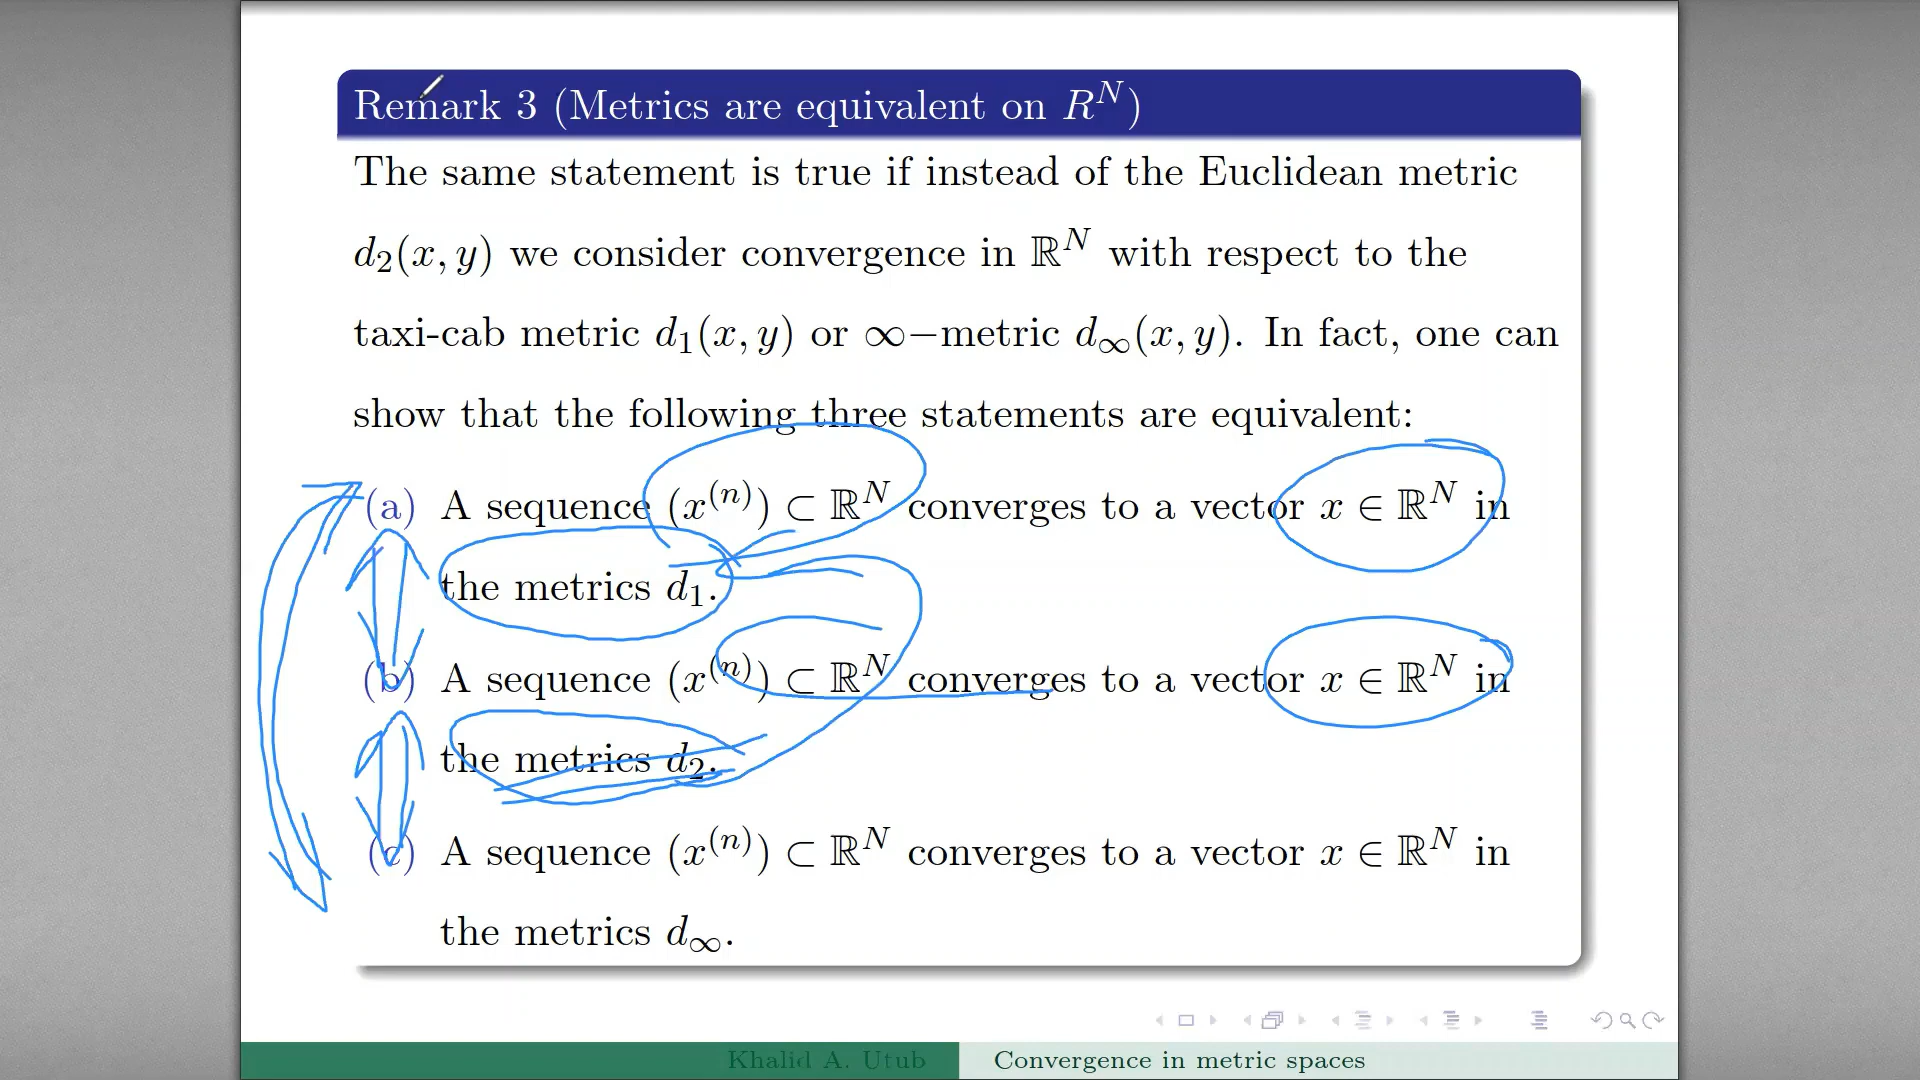 Remark 3 (Metrics are equivalent on R^N)
The same statement is true if instead of the Euclidean metric
d₂(x, y) we consider convergence in ℝ^N with respect to the
taxi-cab metric d₁(x, y) or ∞−metric d∞(x, y). In fact, one can
show that the following three statements are equivalent:
(a) A sequence (x^(n)) ⊂ ℝ^N converges to a vector x ∈ ℝ^N in
the metrics d₁.
(b) A sequence (x^(n)) ⊂ ℝ^N converges to a vector x ∈ ℝ^N in
the metrics d₂.
(c) A sequence (x^(n)) ⊂ ℝ^N converges to a vector x ∈ ℝ^N in
the metrics d∞.
Khalid A. Utub Convergence in metric spaces